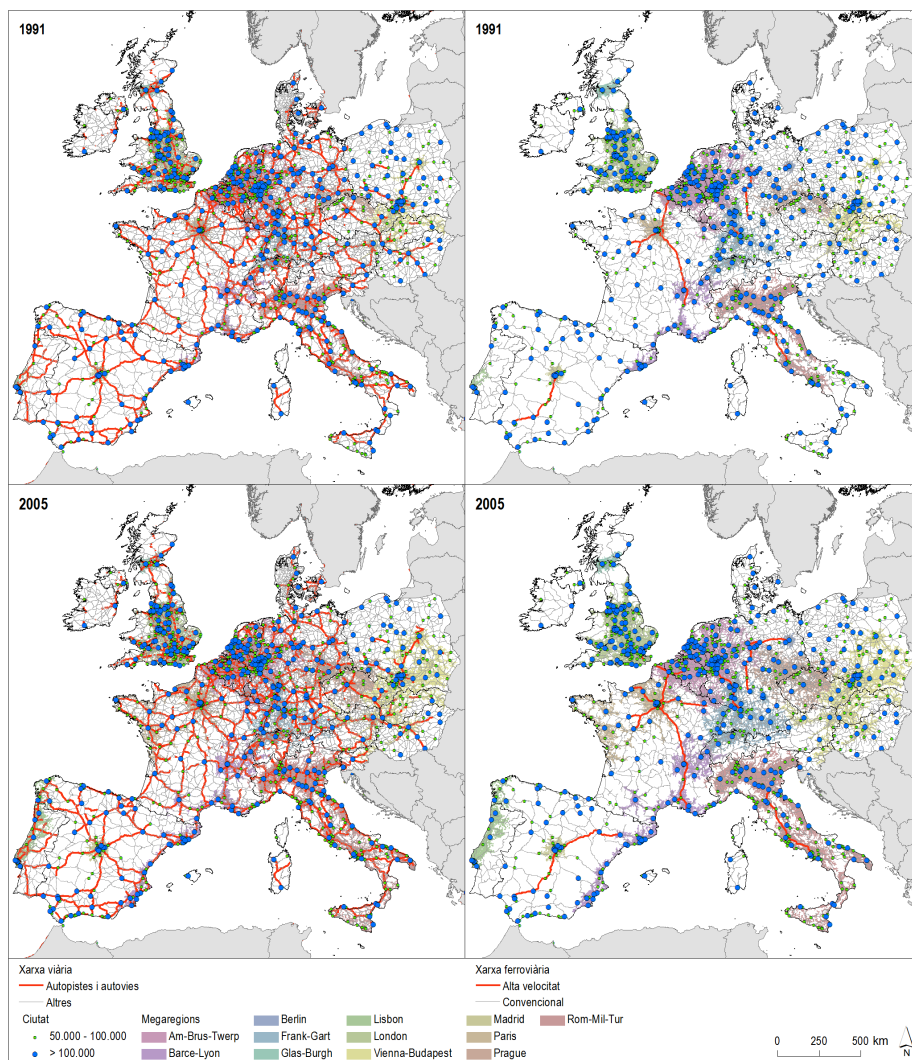 1991
1991
2005
2005
Xarxa viària
Autopistes i autovies
Altres
Xarxa ferroviària
Alta velocitat
Convencional
Ciutat
50.000 - 100.000
> 100.000
Megaregions
Am-Brus-Twerp
Barce-Lyon
Berlin
Frank-Gart
Glas-Burgh
Lisbon
London
Vienna-Budapest
Madrid
Paris
Prague
Rom-Mil-Tur
0 250 500 km
N